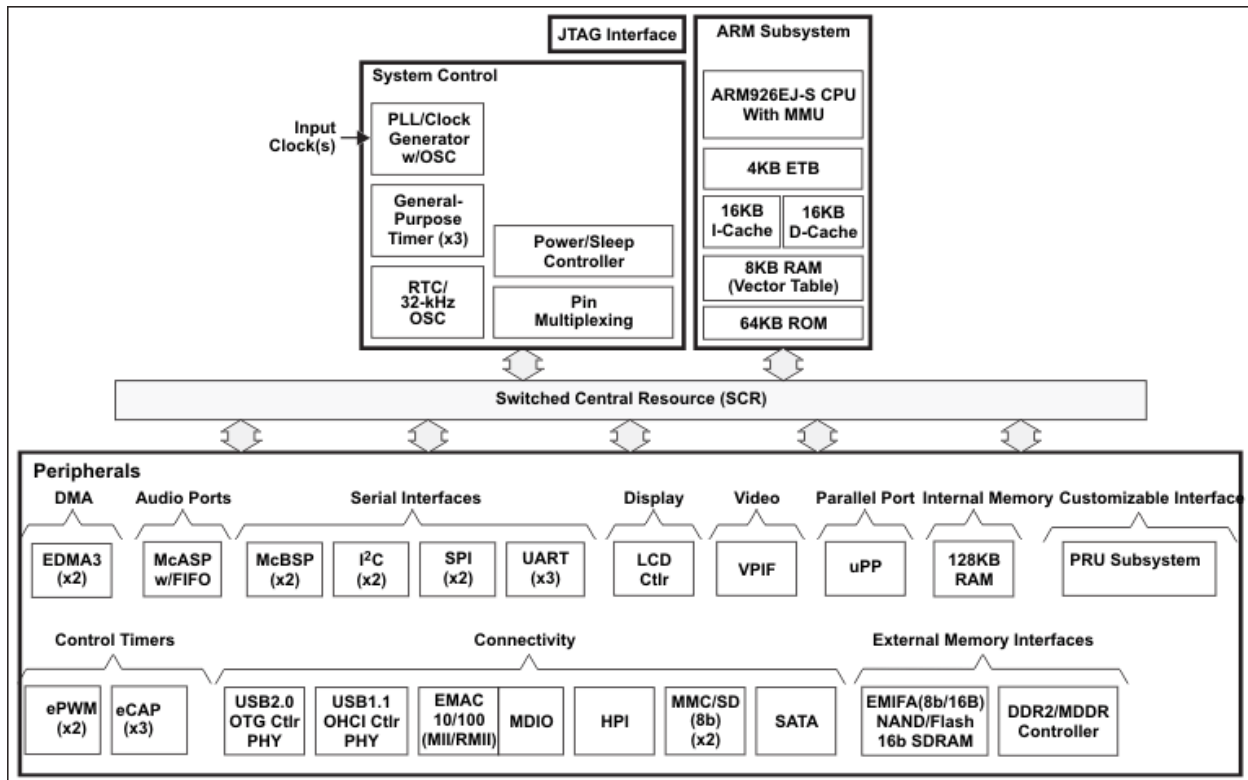 JTAG Interface
ARM Subsystem
System Control
Input
Clock(s)
PLL/Clock
Generator
w/OSC
General-
Purpose
Timer (x3)
RTC/
32-kHz
OSC
Power/Sleep
Controller
Pin
Multiplexing
ARM926EJ-S CPU
With MMU
4KB ETB
16KB
I-Cache
16KB
D-Cache
8KB RAM
(Vector Table)
64KB ROM
Switched Central Resource (SCR)
Peripherals
DMA
EDMA3
(x2)
Audio Ports
McASP
w/FIFO
Serial Interfaces
McBSP
(x2)
I²C
(x2)
SPI
(x2)
UART
(x3)
Display
LCD
Ctlr
Video
VPIF
Parallel Port
uPP
Internal Memory
128KB
RAM
Customizable Interface
PRU Subsystem
Control Timers
ePWM
(x2)
eCAP
(x3)
Connectivity
USB2.0
OTG Ctlr
PHY
USB1.1
OHCI Ctlr
PHY
EMAC
10/100
(MII/RMII)
MDIO
HPI
MMC/SD
(8b)
(x2)
SATA
External Memory Interfaces
EMIFA(8b/16B)
NAND/Flash
16b SDRAM
DDR2/MDDR
Controller